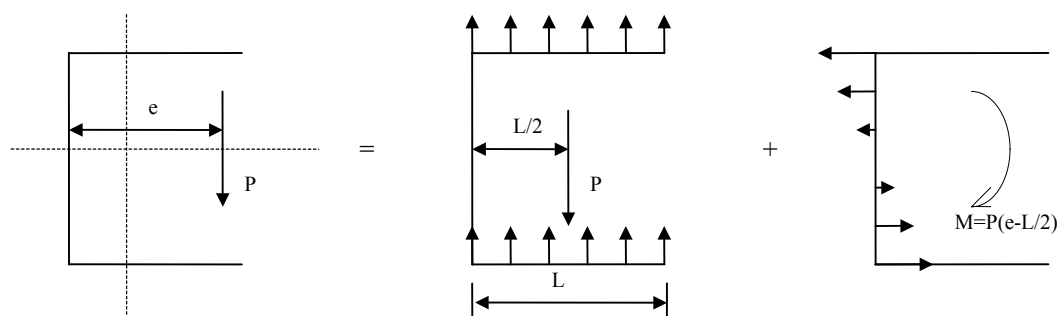 e
P
=
L/2
P
L
+
M=P(e-L/2)